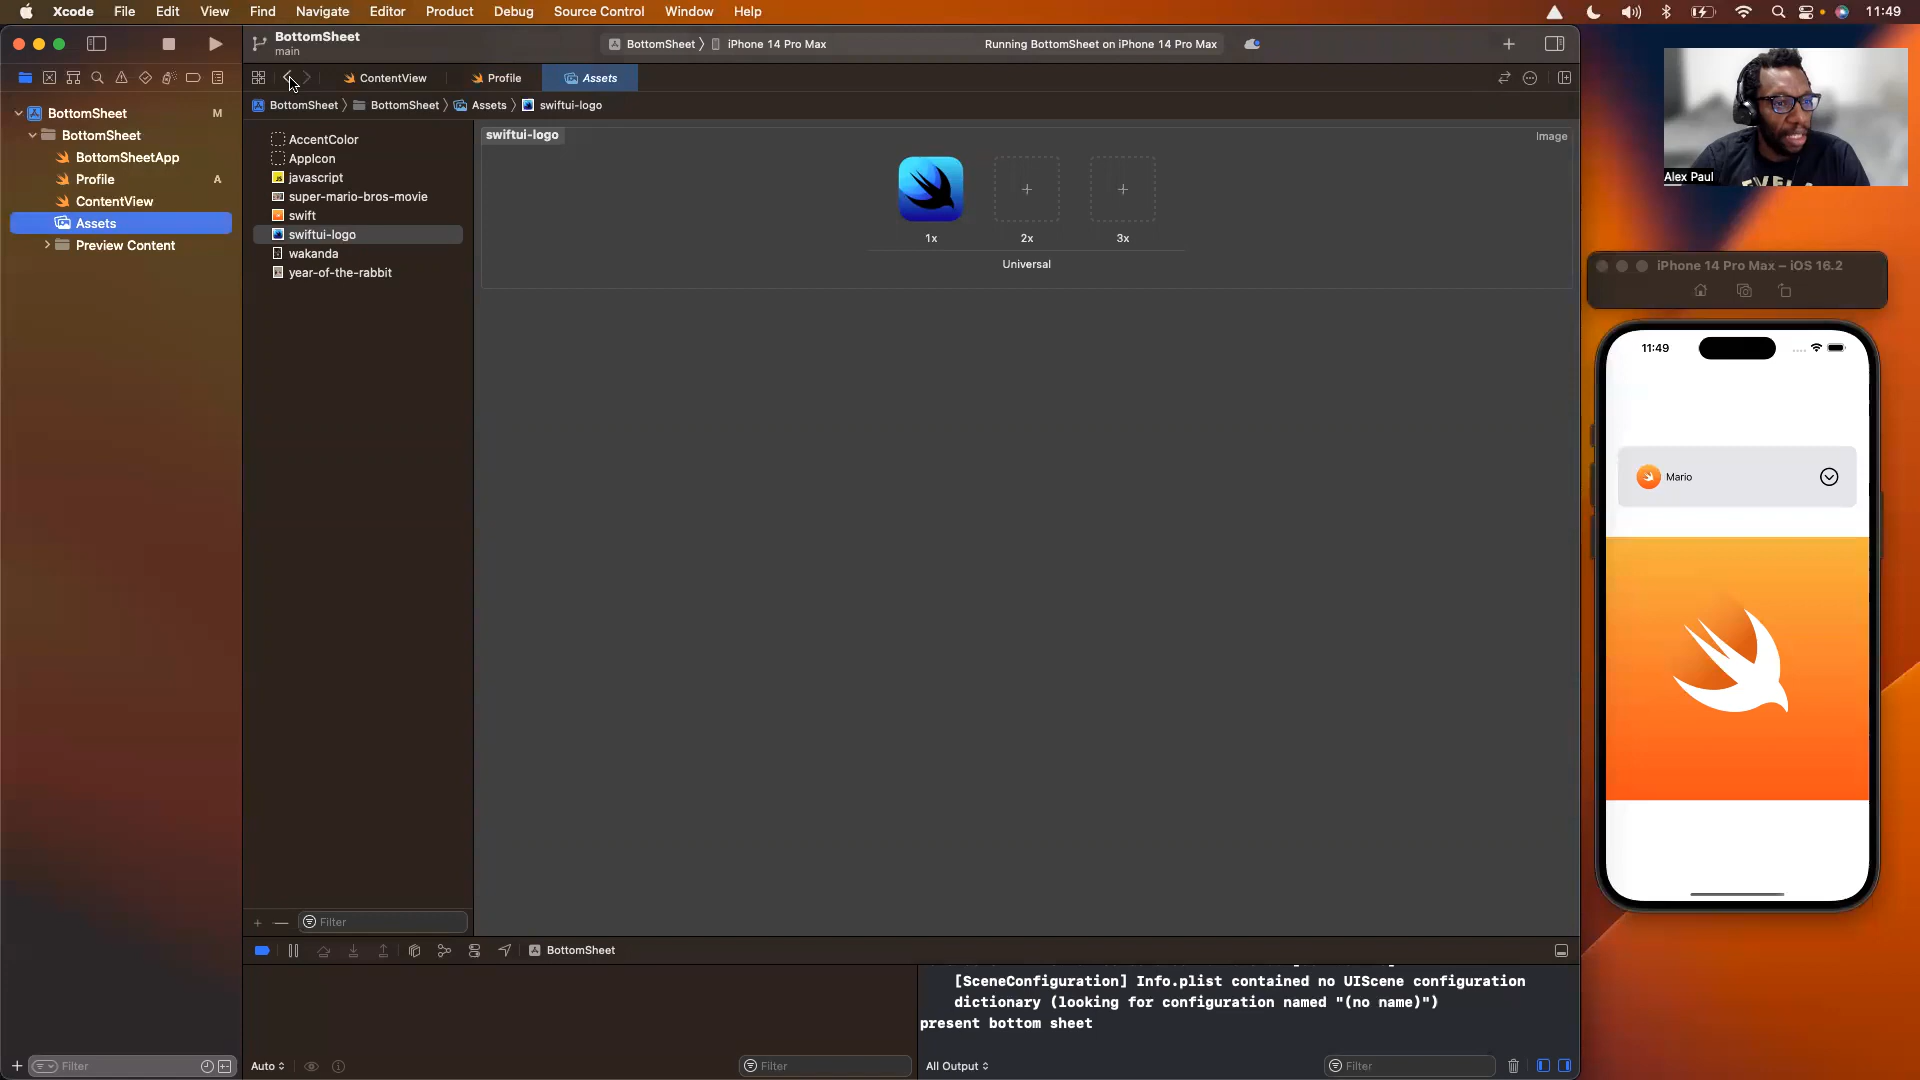 Xcode File Edit View Find Navigate Editor Product Debug Source Control Window Help 11:49
BottomSheet
main
BottomSheet iPhone 14 Pro Max Running BottomSheet on iPhone 14 Pro Max
ContentView Profile Assets
BottomSheet BottomSheet Assets swiftui-logo
BottomSheet M
BottomSheet
BottomSheetApp
Profile A
ContentView
Assets
Preview Content
AccentColor
AppIcon
javascript
super-mario-bros-movie
swift
swiftui-logo
wakanda
year-of-the-rabbit
swiftui-logo Image
1x 2x 3x
Universal
Alex Paul
iPhone 14 Pro Max – iOS 16.2
11:49
Mario
Filter
BottomSheet
[SceneConfiguration] Info.plist contained no UIScene configuration
dictionary (looking for configuration named "(no name)")
present bottom sheet
Filter
Auto
Filter
All Output
Filter